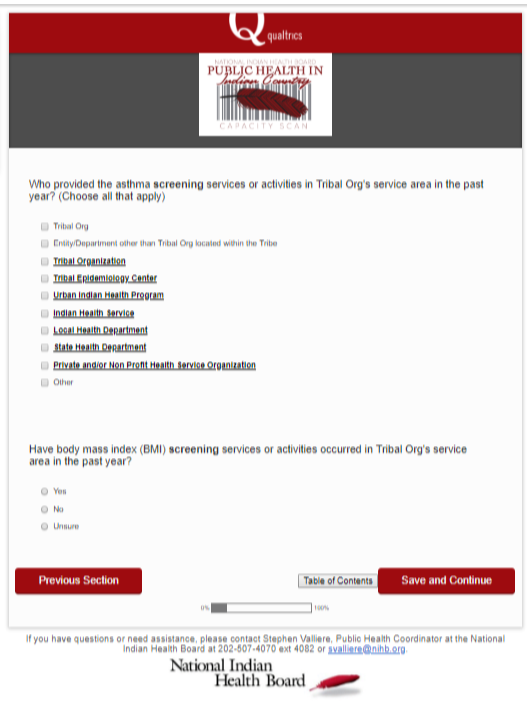 qualtrics
NATIONAL INDIAN HEALTH BOARD
PUBLIC HEALTH IN
Indian Country
CAPACITY SCAN
Who provided the asthma screening services or activities in Tribal Org's service area in the past
year? (Choose all that apply)
Tribal Org
Entity/Department other than Tribal Org located within the Tribe
Tribal Organization
Tribal Epidemiology Center
Urban Indian Health Program
Indian Health Service
Local Health Department
State Health Department
Private and/or Non Profit Health Service Organization
Other
Have body mass index (BMI) screening services or activities occurred in Tribal Org's service
area in the past year?
Yes
No
Unsure
Previous Section
Table of Contents
Save and Continue
0% 100%
If you have questions or need assistance, please contact Stephen Valliere, Public Health Coordinator at the National
Indian Health Board at 202-507-4070 ext 4082 or svalliere@nihb.org.
National Indian
Health Board